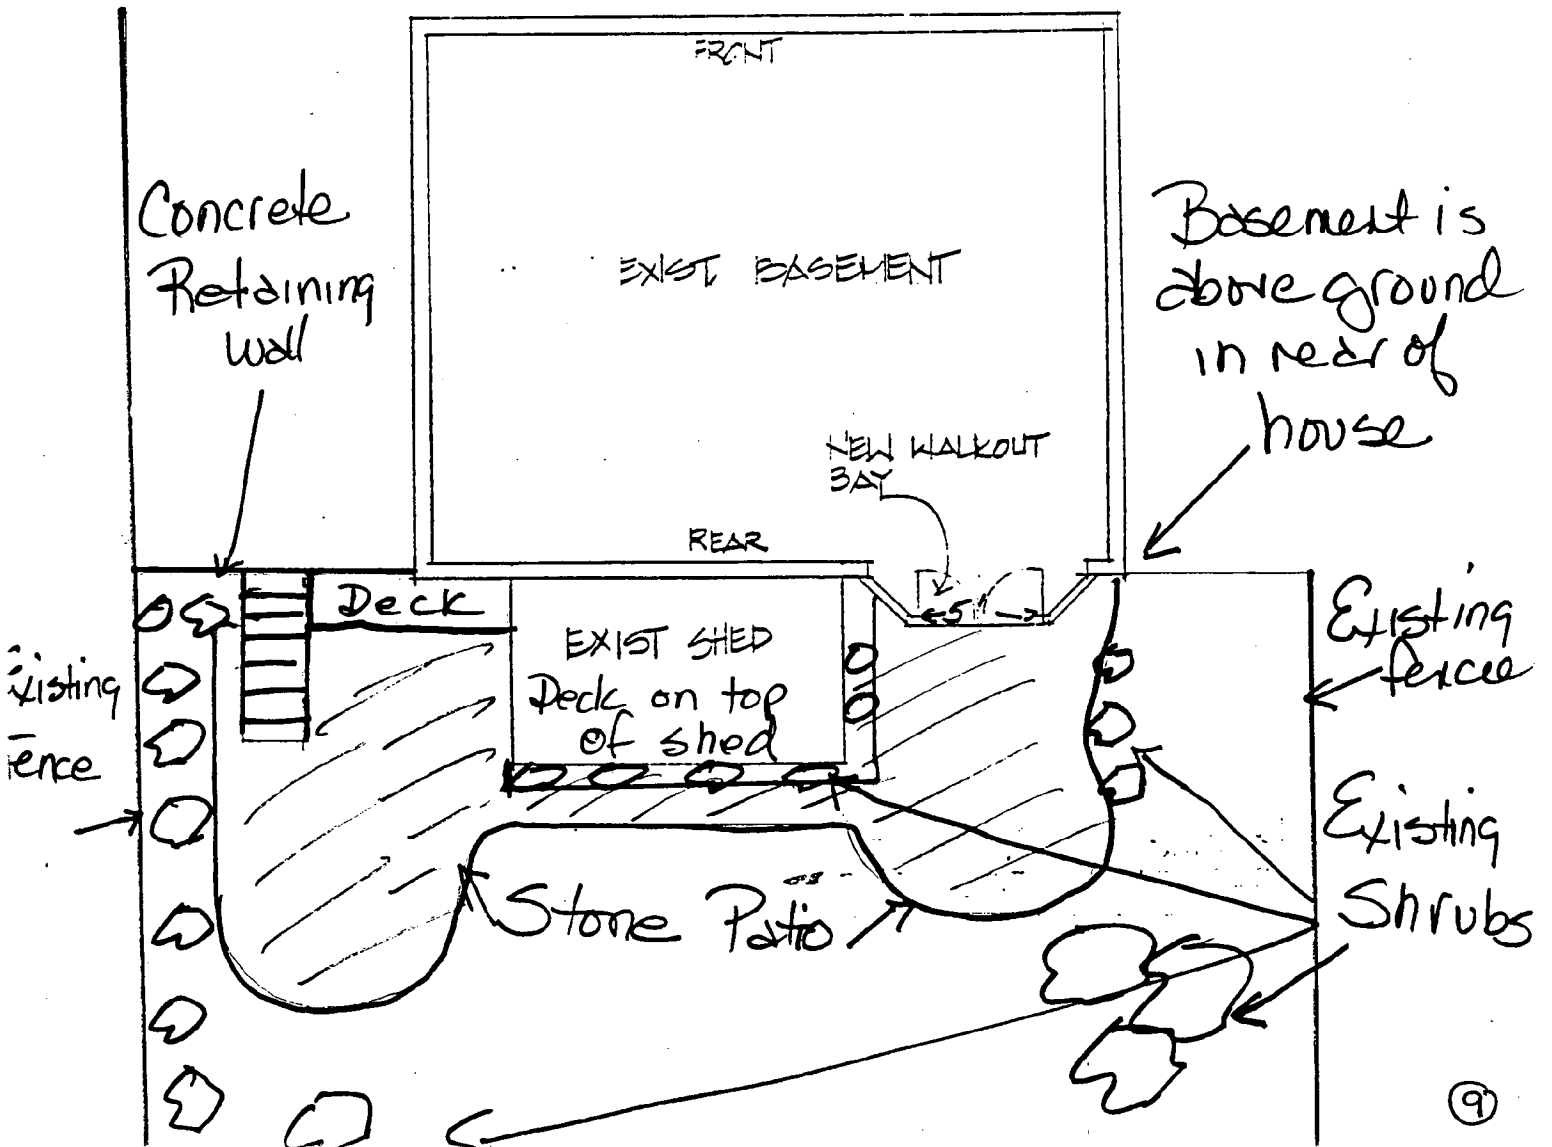 FRONT
Concrete
Retaining
wall
EXIST. BASEMENT
Basement is
above ground
in rear of
house
NEW WALKOUT
BAY
REAR
Deck
5'
EXIST SHED
Deck on top
of shed
Existing
fence
Existing
fence
Existing
Shrubs
Stone Patio
9